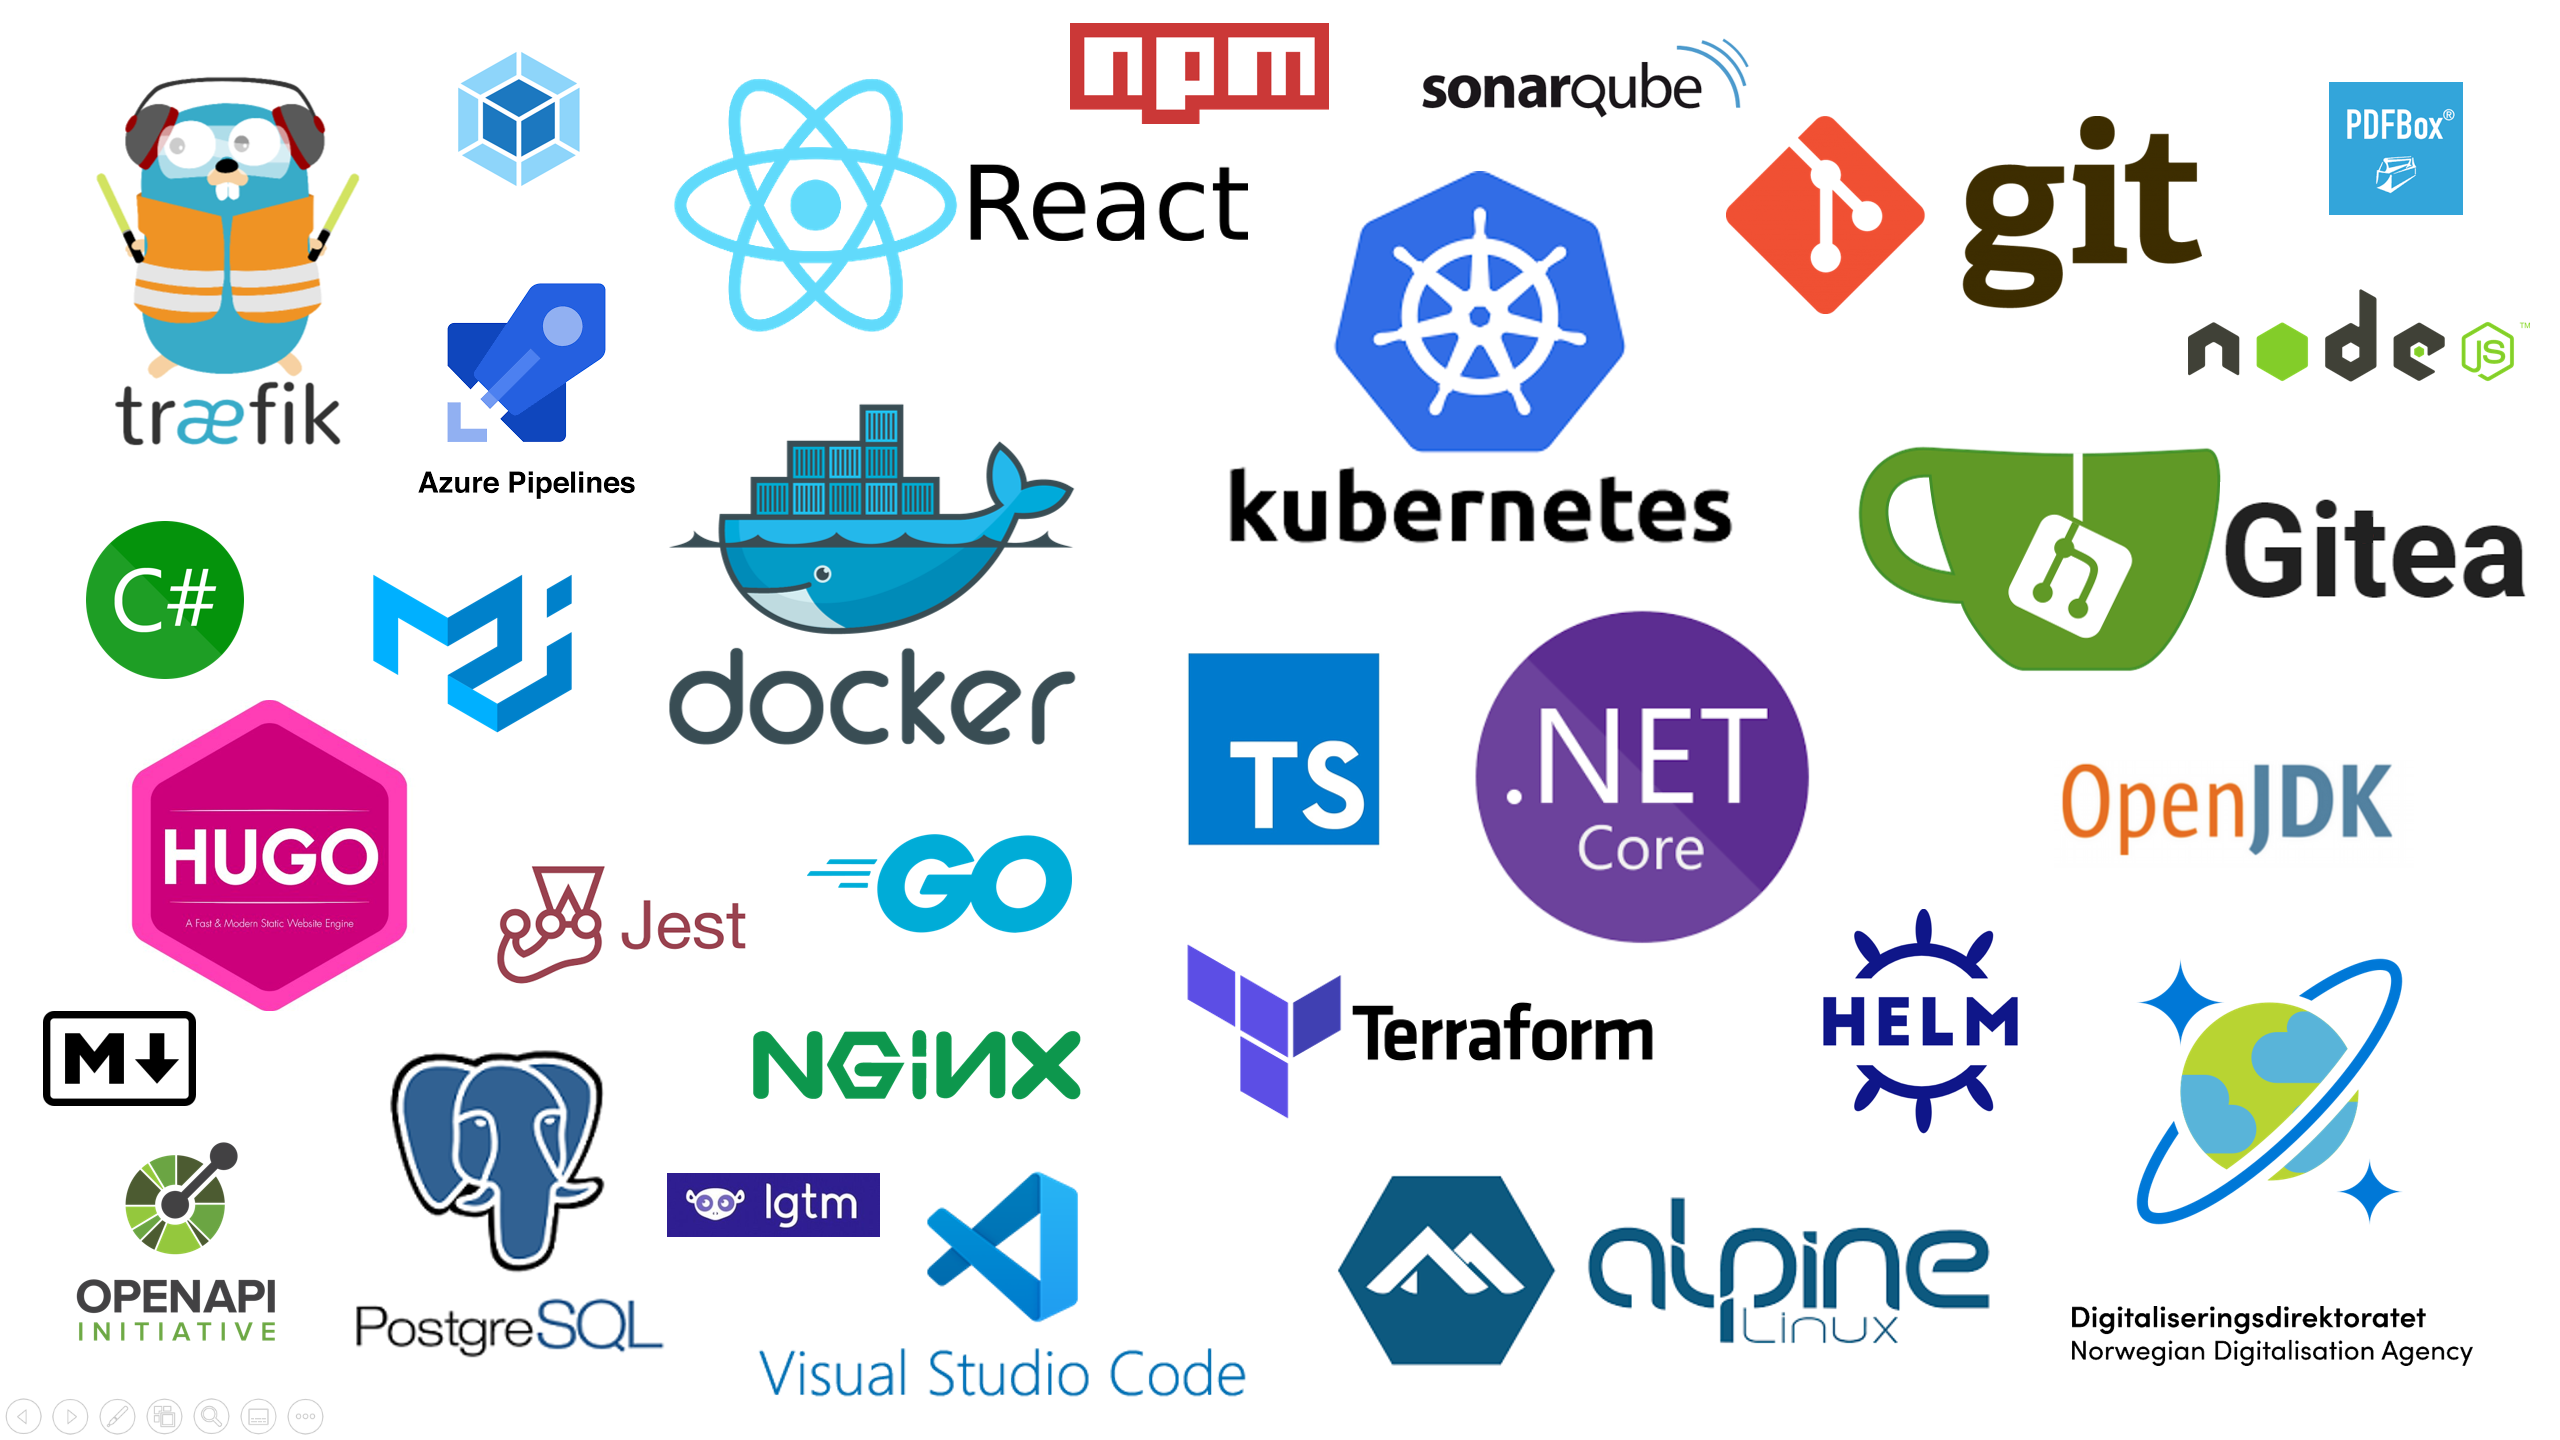 npm
sonarqube
PDFBox®
React
git
node
JS
TM
træfik
Azure Pipelines
kubernetes
Gitea
C#
docker
TS
.NET
Core
OpenJDK
HUGO
A Fast & Modern Static Website Engine
Jest
GO
Terraform
HELM
M
NGINX
lgtm
OPENAPI
INITIATIVE
PostgreSQL
Visual Studio Code
alpine
Linux
Digitaliseringsdirektoratet
Norwegian Digitalisation Agency